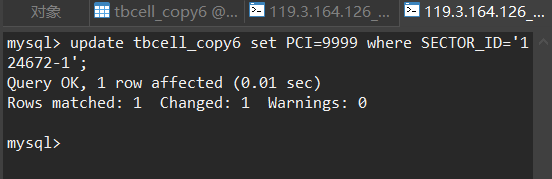 对象
tbcell_copy6 @...
119.3.164.126_...
119.3.164.126_...
mysql> update tbcell_copy6 set PCI=9999 where SECTOR_ID='1
24672-1';
Query OK, 1 row affected (0.01 sec)
Rows matched: 1  Changed: 1  Warnings: 0
mysql>